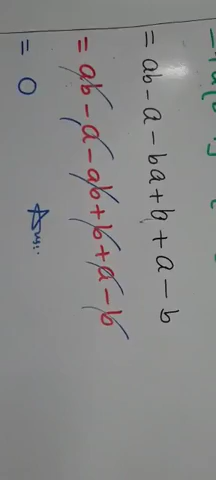 = ab - a - ba + b + a - b
= ab - a - ab + b + a - b
= 0
Ans: